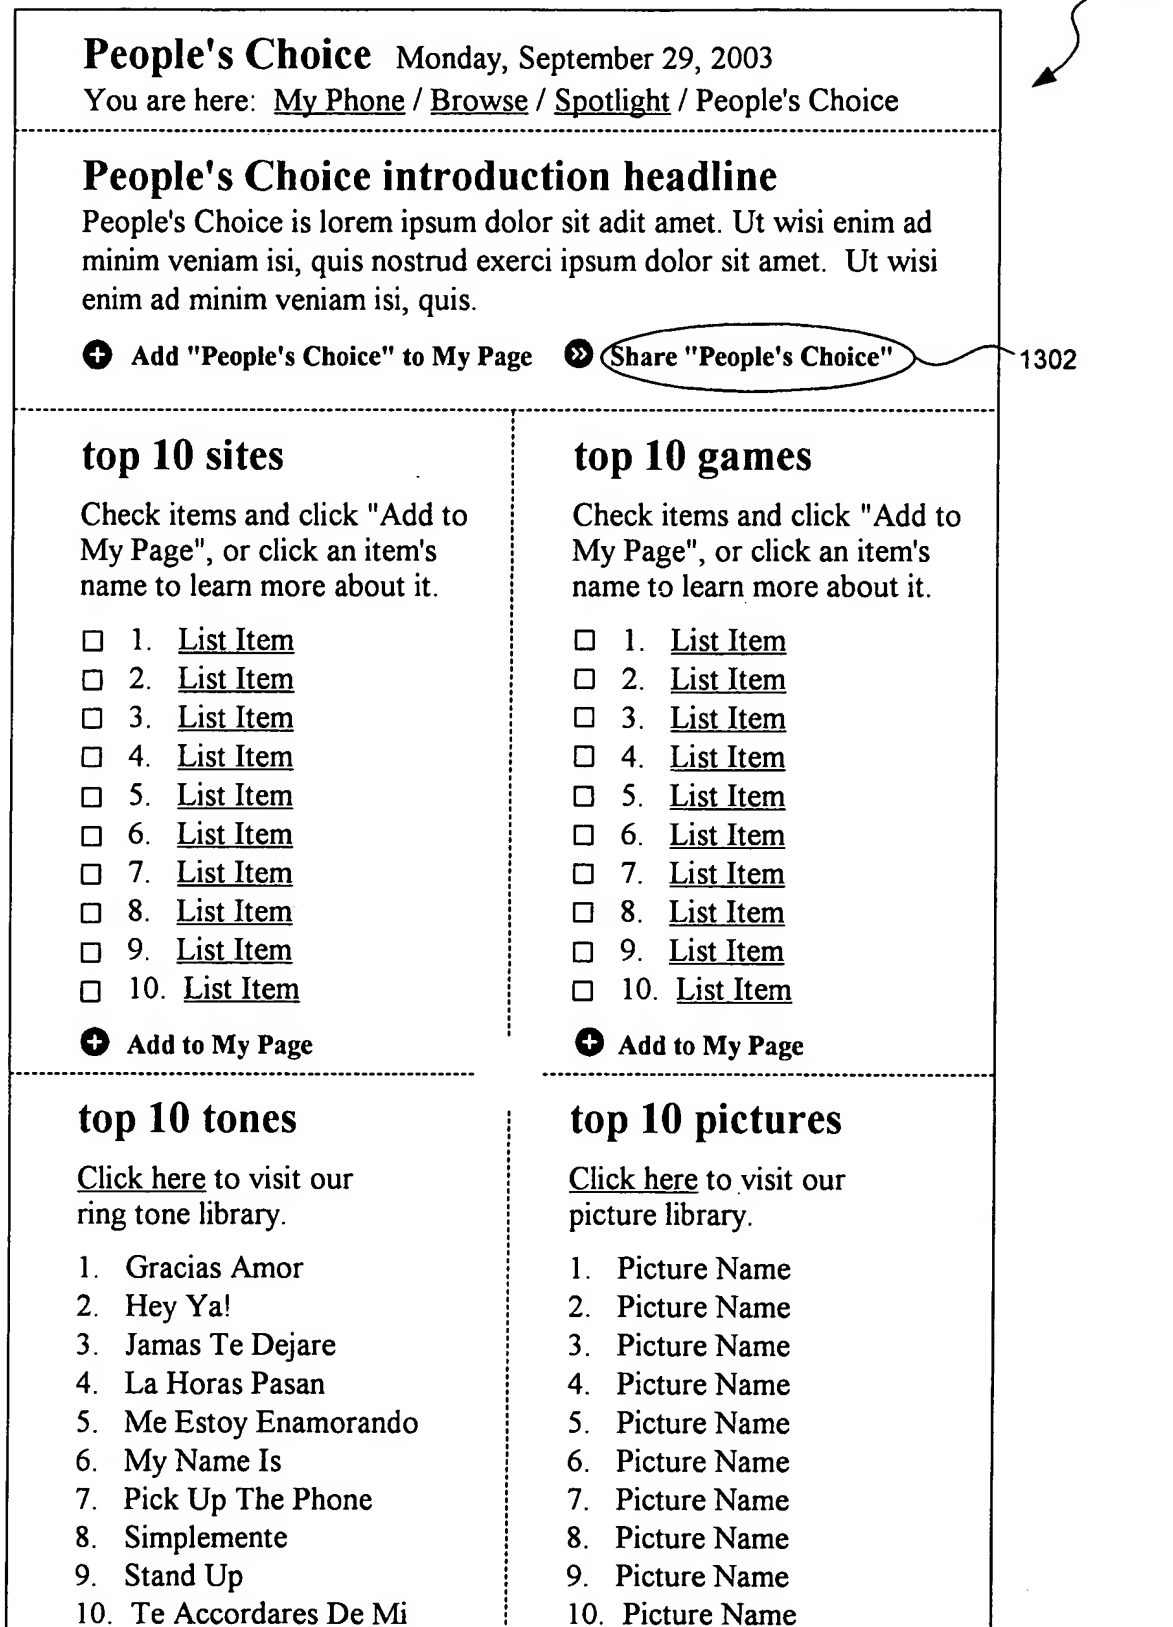 People's Choice Monday, September 29, 2003
You are here: My Phone / Browse / Spotlight / People's Choice
People's Choice introduction headline
People's Choice is lorem ipsum dolor sit adit amet. Ut wisi enim ad
minim veniam isi, quis nostrud exerci ipsum dolor sit amet. Ut wisi
enim ad minim veniam isi, quis.
Add "People's Choice" to My Page
Share "People's Choice"
1302
top 10 sites
Check items and click "Add to
My Page", or click an item's
name to learn more about it.
1. List Item
2. List Item
3. List Item
4. List Item
5. List Item
6. List Item
7. List Item
8. List Item
9. List Item
10. List Item
Add to My Page
top 10 games
Check items and click "Add to
My Page", or click an item's
name to learn more about it.
1. List Item
2. List Item
3. List Item
4. List Item
5. List Item
6. List Item
7. List Item
8. List Item
9. List Item
10. List Item
Add to My Page
top 10 tones
Click here to visit our
ring tone library.
1. Gracias Amor
2. Hey Ya!
3. Jamas Te Dejare
4. La Horas Pasan
5. Me Estoy Enamorando
6. My Name Is
7. Pick Up The Phone
8. Simplemente
9. Stand Up
10. Te Accordares De Mi
top 10 pictures
Click here to visit our
picture library.
1. Picture Name
2. Picture Name
3. Picture Name
4. Picture Name
5. Picture Name
6. Picture Name
7. Picture Name
8. Picture Name
9. Picture Name
10. Picture Name